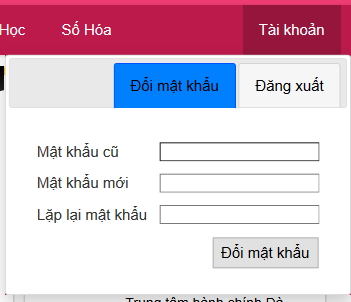 Học Số Hóa Tài khoản
Đổi mật khẩu Đăng xuất
Mật khẩu cũ
Mật khẩu mới
Lặp lại mật khẩu
Đổi mật khẩu
Trung tâm hành chính